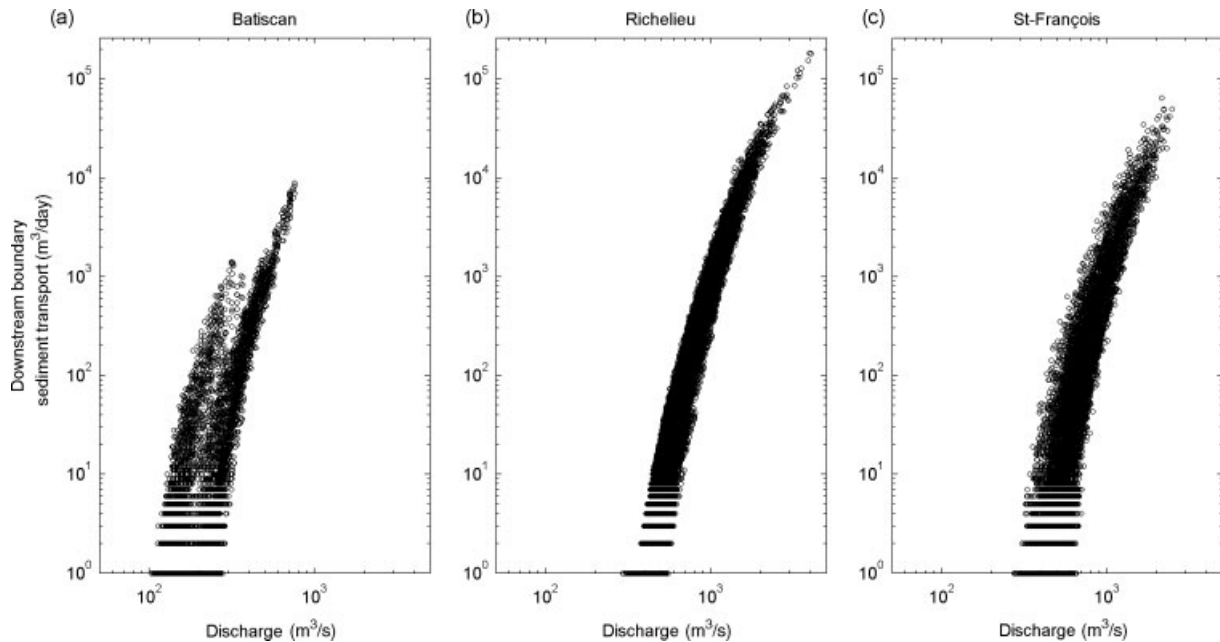 (a) Batiscan
(b) Richelieu
(c) St-François
Downstream boundary
sediment transport (m³/day)
10⁵
10⁴
10³
10²
10¹
10⁰
10² 10³
Discharge (m³/s)
10⁵
10⁴
10³
10²
10¹
10⁰
10² 10³
Discharge (m³/s)
10⁵
10⁴
10³
10²
10¹
10⁰
10² 10³
Discharge (m³/s)